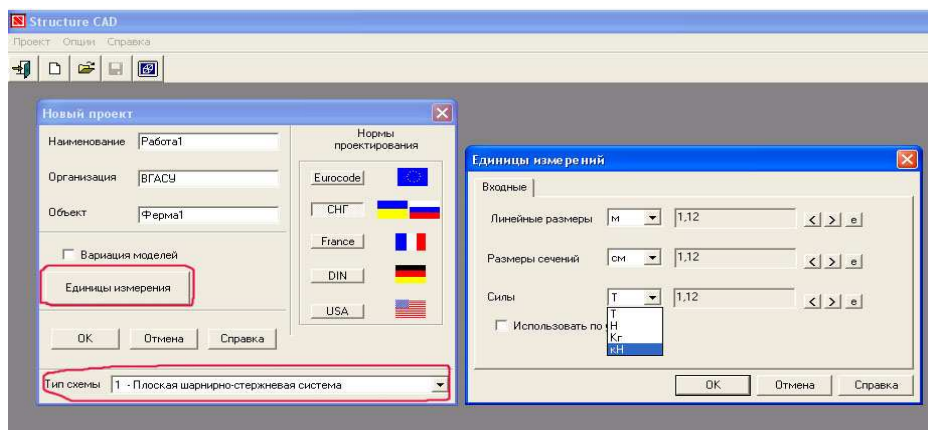 Structure CAD
Проект Опции Справка
Новый проект
Наименование Работа1
Организация ВГАСУ
Объект Ферма1
Вариация моделей
Единицы измерения
OK Отмена Справка
Тип схемы 1 - Плоская шарнирно-стержневая система
Нормы
проектирования
Eurocode
СНГ
France
DIN
USA
Единицы измерений
Входные
Линейные размеры м 1,12 < > e
Размеры сечений см 1,12 < > e
Силы Т 1,12 < > e
Т
Использовать по Н
Кг
кН
OK Отмена Справка